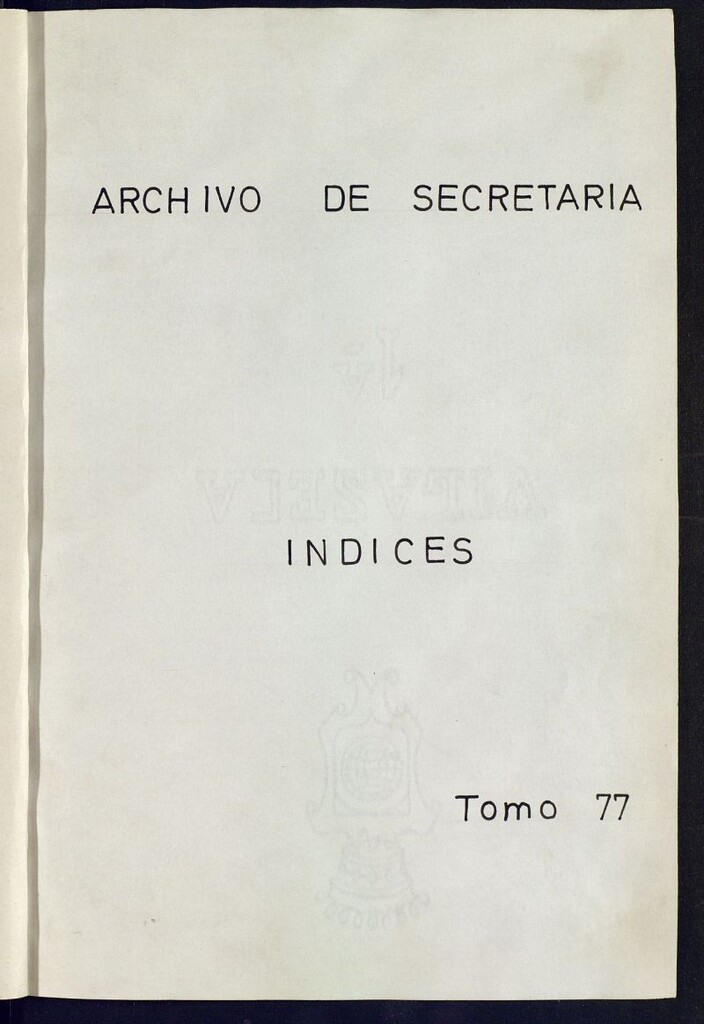 ARCHIVO DE SECRETARIA
INDICES
Tomo 77